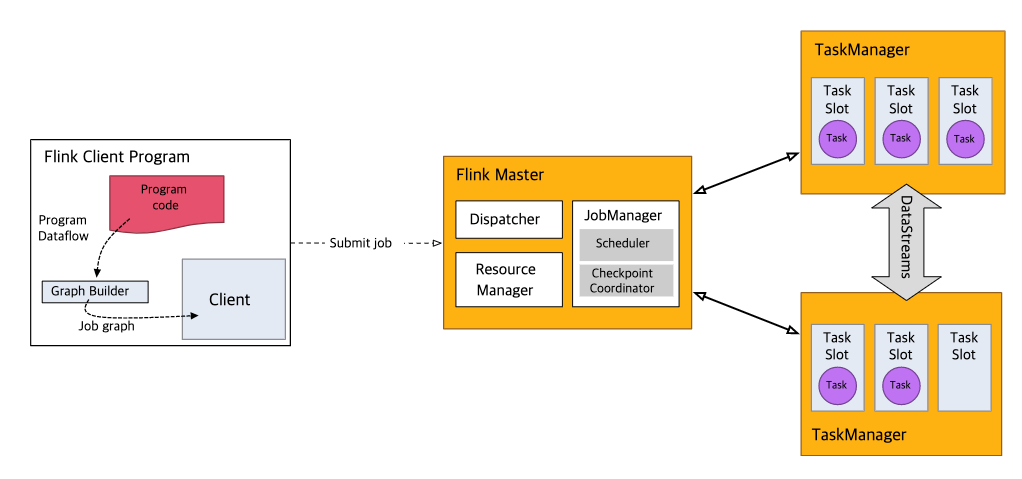 Flink Client Program
Program
code
Program
Dataflow
Graph Builder
Job graph
Client
Submit job
Flink Master
Dispatcher
Resource
Manager
JobManager
Scheduler
Checkpoint
Coordinator
TaskManager
Task
Slot
Task
Task
Slot
Task
Task
Slot
Task
DataStreams
Task
Slot
Task
Task
Slot
Task
Task
Slot
TaskManager